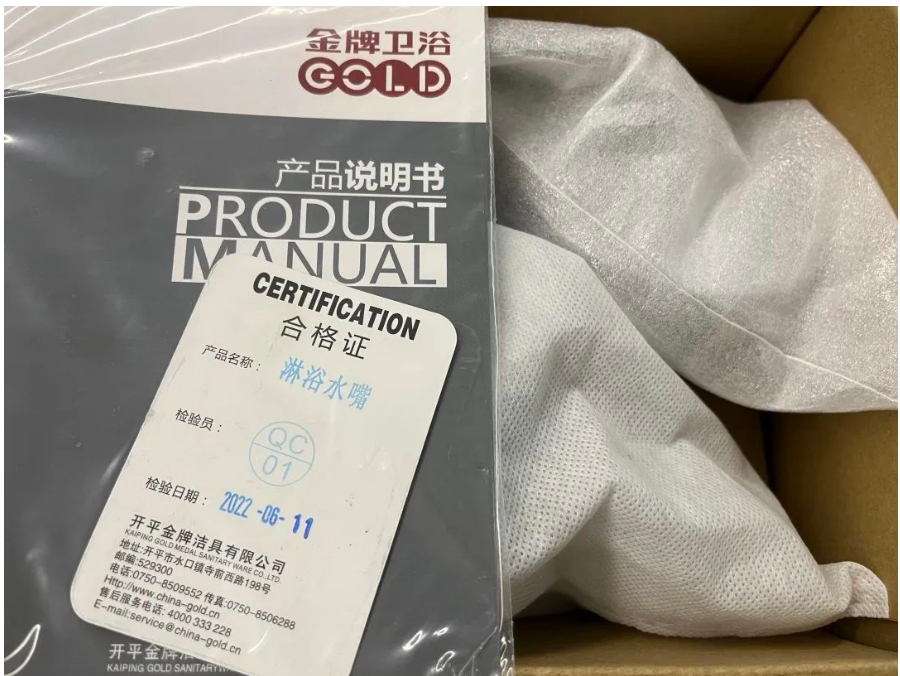 金牌卫浴
GOLD
产品说明书
PRODUCT
MANUAL
CERTIFICATION
合格证
产品名称： 淋浴水嘴
检验员： QC
01
检验日期： 2022-06-11
开平金牌洁具有限公司
KAIPING GOLD MEDAL SANITARY WARE CO.,LTD.
地址:开平市水口镇寺前西路198号
邮编:529300
电话:0750-8509552 传真:0750-8506288
Http://www.china-gold.cn
售后服务电话: 4000 333 228
E-mail:service@china-gold.cn
开平金牌
KAIPING GOLD SANITARY